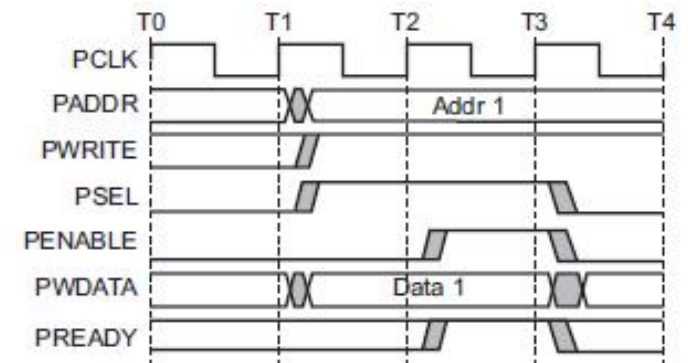 T0 T1 T2 T3 T4
PCLK
PADDR Addr 1
PWRITE
PSEL
PENABLE
PWDATA Data 1
PREADY